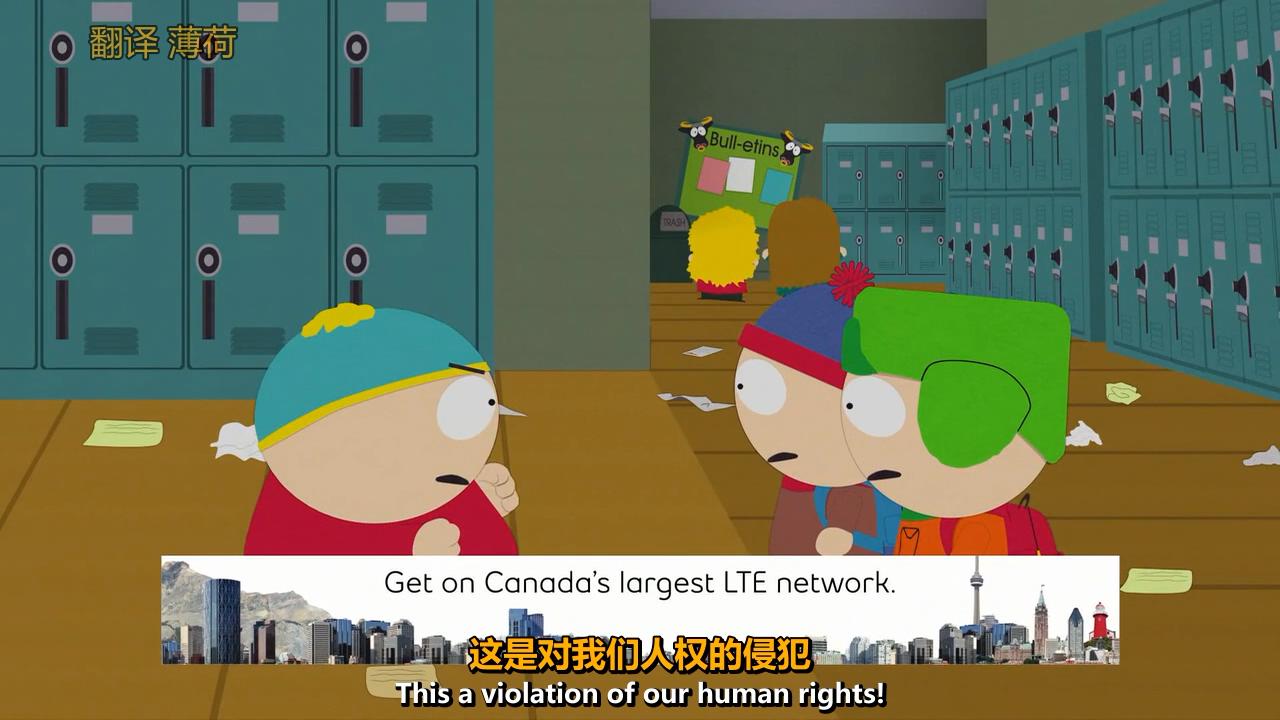 翻译 薄荷
Bull-etins
TRASH
Get on Canada's largest LTE network.
这是对我们人权的侵犯
This a violation of our human rights!